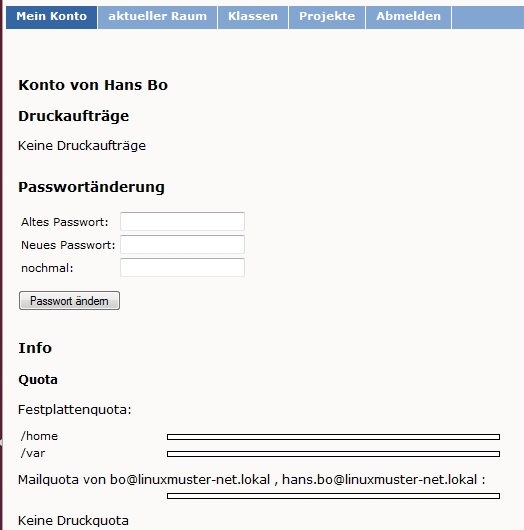 Mein Konto aktueller Raum Klassen Projekte Abmelden
Konto von Hans Bo
Druckaufträge
Keine Druckaufträge
Passwortänderung
Altes Passwort:
Neues Passwort:
nochmal:
Passwort ändern
Info
Quota
Festplattenquota:
/home
/var
Mailquota von bo@linuxmuster-net.lokal , hans.bo@linuxmuster-net.lokal :
Keine Druckquota